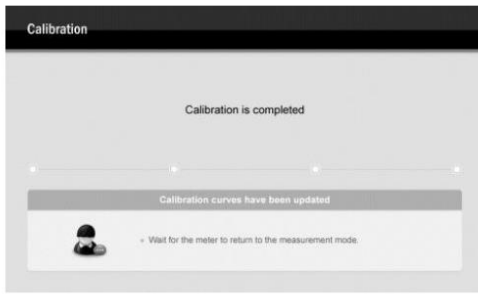 Calibration
Calibration is completed
Calibration curves have been updated
Wait for the meter to return to the measurement mode.